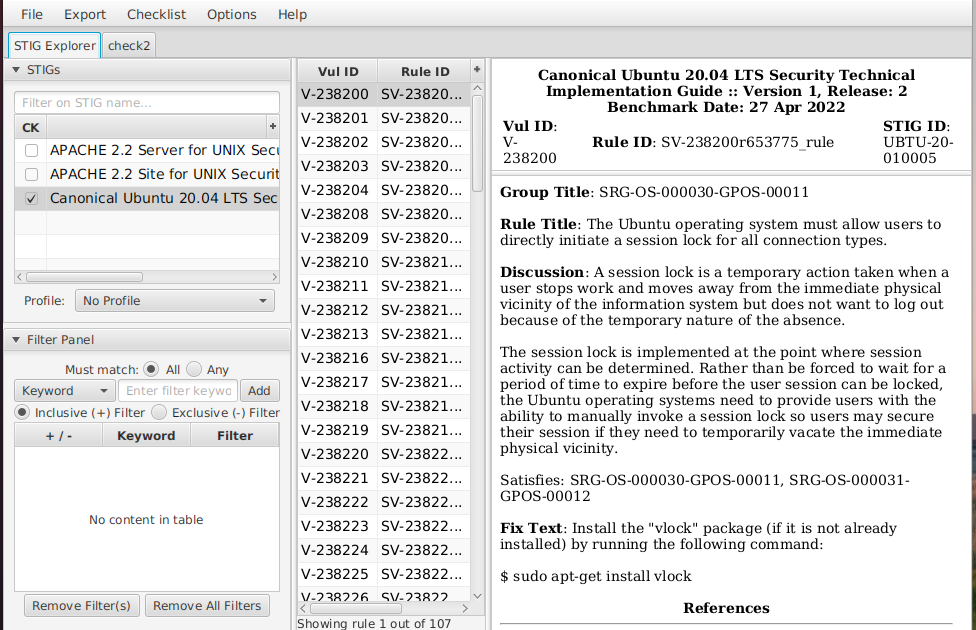 File Export Checklist Options Help
STIG Explorer check2
STIGs
Filter on STIG name...
CK +
APACHE 2.2 Server for UNIX Secu
APACHE 2.2 Site for UNIX Securit
Canonical Ubuntu 20.04 LTS Sec
Profile: No Profile
Filter Panel
Must match: All Any
Keyword Enter filter keywo Add
Inclusive (+) Filter Exclusive (-) Filter
+ / - Keyword Filter
No content in table
Remove Filter(s) Remove All Filters
Vul ID Rule ID +
V-238200 SV-23820...
V-238201 SV-23820...
V-238202 SV-23820...
V-238203 SV-23820...
V-238204 SV-23820...
V-238208 SV-23820...
V-238209 SV-23820...
V-238210 SV-23821...
V-238211 SV-23821...
V-238212 SV-23821...
V-238213 SV-23821...
V-238216 SV-23821...
V-238217 SV-23821...
V-238218 SV-23821...
V-238219 SV-23821...
V-238220 SV-23822...
V-238221 SV-23822...
V-238222 SV-23822...
V-238223 SV-23822...
V-238224 SV-23822...
V-238225 SV-23822...
V-238226 SV-23822
Showing rule 1 out of 107
Canonical Ubuntu 20.04 LTS Security Technical
Implementation Guide :: Version 1, Release: 2
Benchmark Date: 27 Apr 2022
Vul ID:
V-
238200
Rule ID: SV-238200r653775_rule
STIG ID:
UBTU-20-
010005
Group Title: SRG-OS-000030-GPOS-00011
Rule Title: The Ubuntu operating system must allow users to
directly initiate a session lock for all connection types.
Discussion: A session lock is a temporary action taken when a
user stops work and moves away from the immediate physical
vicinity of the information system but does not want to log out
because of the temporary nature of the absence.
The session lock is implemented at the point where session
activity can be determined. Rather than be forced to wait for a
period of time to expire before the user session can be locked,
the Ubuntu operating systems need to provide users with the
ability to manually invoke a session lock so users may secure
their session if they need to temporarily vacate the immediate
physical vicinity.
Satisfies: SRG-OS-000030-GPOS-00011, SRG-OS-000031-
GPOS-00012
Fix Text: Install the "vlock" package (if it is not already
installed) by running the following command:
$ sudo apt-get install vlock
References